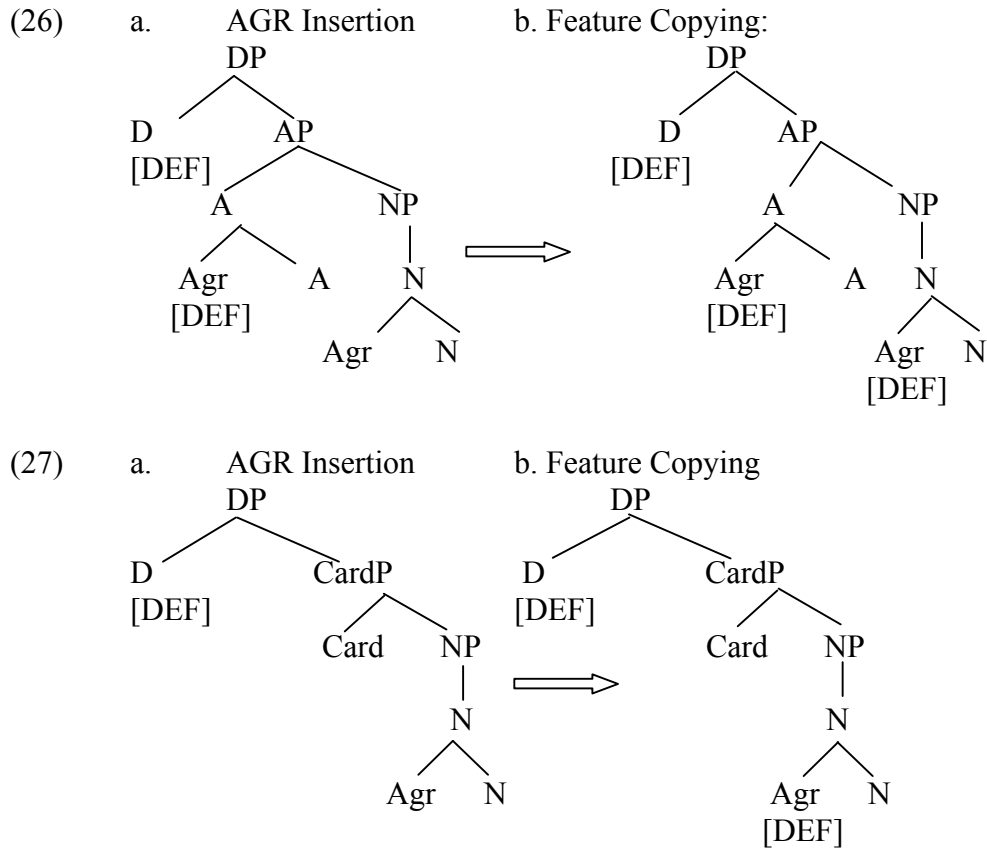 (26) a. AGR Insertion b. Feature Copying:
DP DP
D AP D AP
[DEF] [DEF]
A NP A NP
Agr A N Agr A N
[DEF] [DEF]
Agr N Agr N
[DEF]
(27) a. AGR Insertion b. Feature Copying
DP DP
D CardP D CardP
[DEF] [DEF]
Card NP Card NP
N N
Agr N Agr N
[DEF]